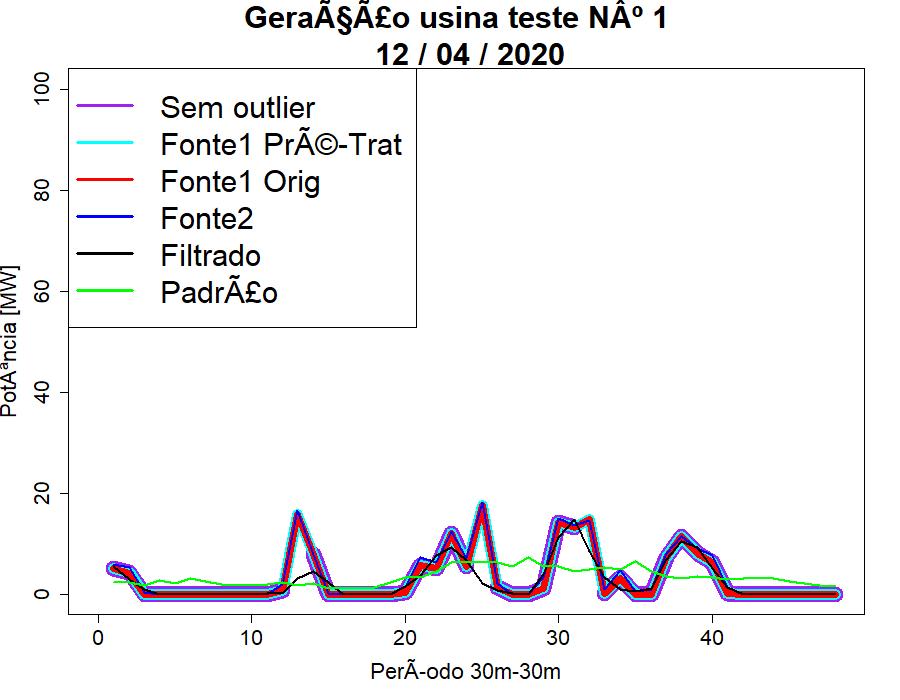 GeraÃ§Ã£o usina teste NÂº 1
12 / 04 / 2020
Sem outlier
Fonte1 PrÃ©-Trat
Fonte1 Orig
Fonte2
Filtrado
PadrÃ£o
PotÃªncia [MW]
100
80
60
40
20
0
0 10 20 30 40
PerÃ-odo 30m-30m